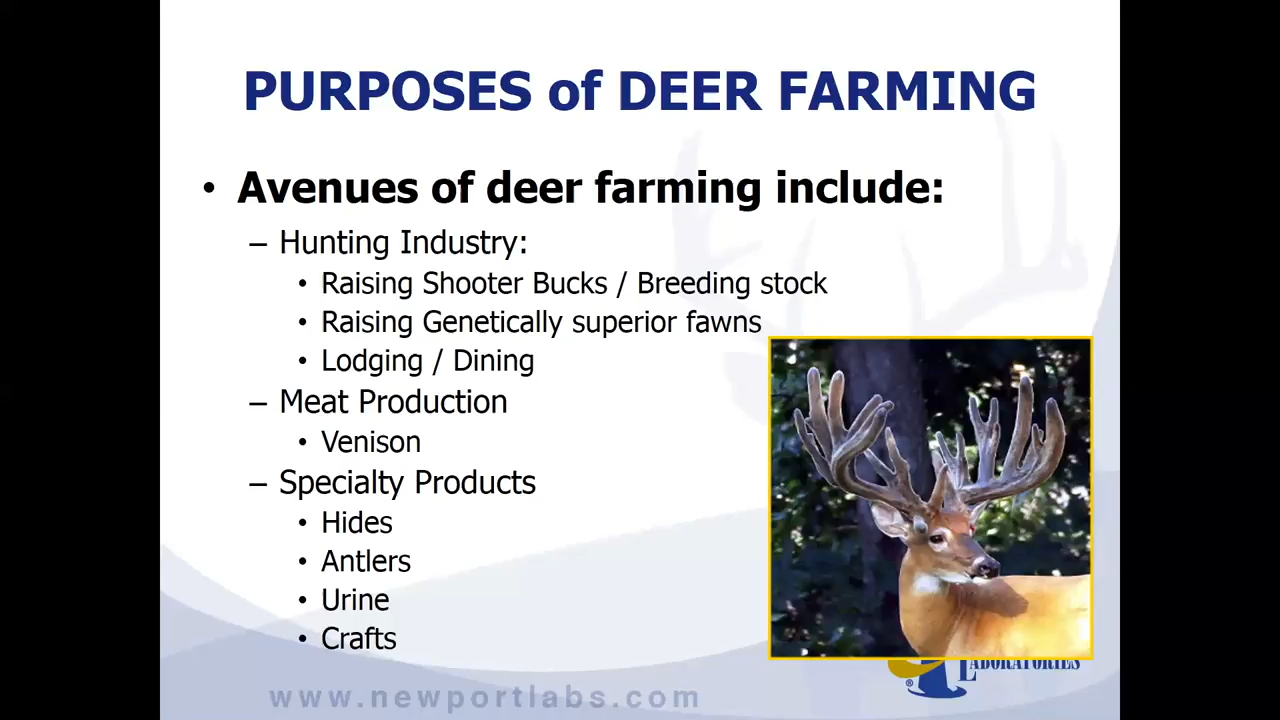 PURPOSES of DEER FARMING
• Avenues of deer farming include:
– Hunting Industry:
• Raising Shooter Bucks / Breeding stock
• Raising Genetically superior fawns
• Lodging / Dining
– Meat Production
• Venison
– Specialty Products
• Hides
• Antlers
• Urine
• Crafts
LABORATORIES
®
www.newportlabs.com